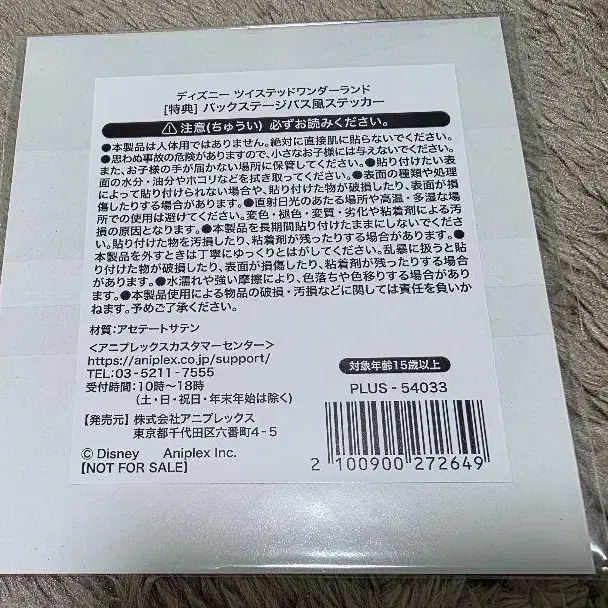 ディズニー ツイステッドワンダーランド
[特典] バックステージパス風ステッカー
⚠注意(ちゅうい) 必ずお読みください。
●本製品は人体用ではありません。絶対に直接肌に貼らないでください。
●思わぬ事故の危険がありますので、小さなお子様には与えないでください。
また、お子様の手が届かない場所に保管してください。●貼り付けたい表
面の水分・油分やホコリなどを拭き取ってください。●表面の種類や処理
によって貼り付けられない場合や、貼り付けた物が破損したり、表面が損
傷したりする場合があります。●直射日光のあたる場所や高温・多湿な場
所での使用は避けてください。変色・褪色・変質・劣化や粘着剤による汚
損の原因となります。●本製品を長期間貼り付けたままにしないでくださ
い。貼り付けた物を汚損したり、粘着剤が残ったりする場合があります。●
本製品を外すときは丁寧にゆっくりとはがしてください。乱暴に扱うと貼
り付けた物が破損したり、表面が損傷したり、粘着剤が残ったりする場合
があります。●水濡れや強い摩擦により、色落ちや色移りする場合があり
ます。●本製品使用による物品の破損・汚損などに関しては責任を負いか
ねます。予めご了承ください。
材質：アセテートサテン
＜アニプレックスカスタマーセンター＞
https://aniplex.co.jp/support/
TEL：03-5211-7555
受付時間：10時～18時
（土・日・祝日・年末年始は除く）
対象年齢15歳以上
PLUS - 54033
【発売元】株式会社アニプレックス
東京都千代田区六番町4-5
© Disney Aniplex Inc.
【NOT FOR SALE】
2 100900 272649